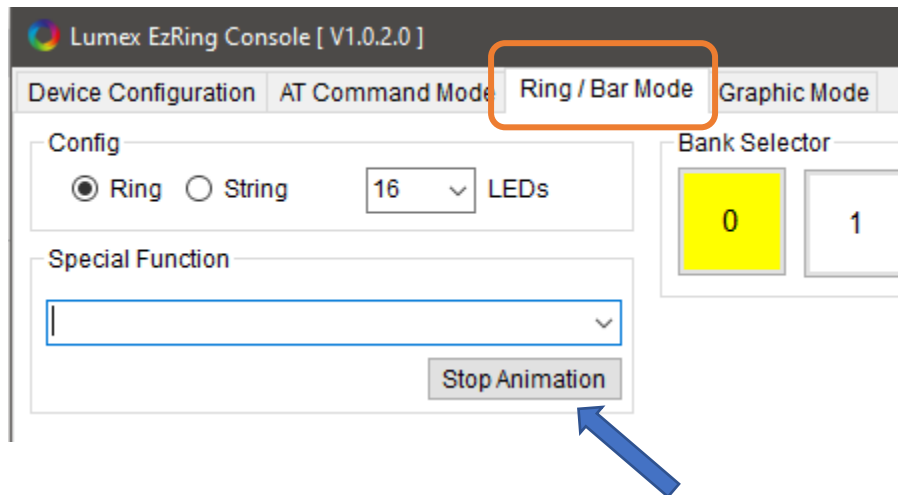 Lumex EzRing Console [ V1.0.2.0 ]
Device Configuration AT Command Mode Ring / Bar Mode Graphic Mode
Config
Ring String 16 LEDs
Special Function
Stop Animation
Bank Selector
0 1